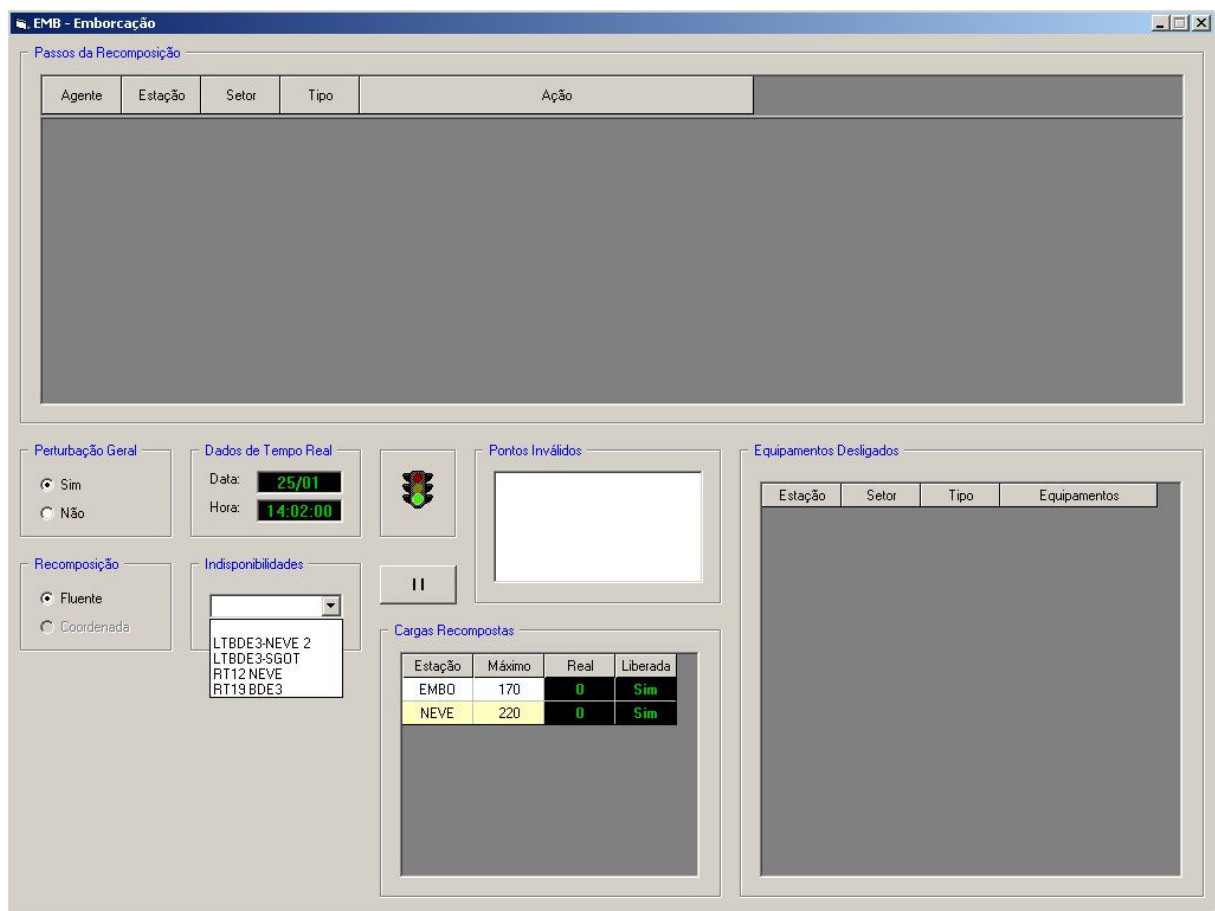 EMB - Emborcação
Passos da Recomposição
Agente Estação Setor Tipo Ação
Perturbação Geral
Sim
Não
Dados de Tempo Real
Data: 25/01
Hora: 14:02:00
Pontos Inválidos
Equipamentos Desligados
Estação Setor Tipo Equipamentos
Recomposição
Fluente
Coordenada
Indisponibilidades
LTBDE3-NEVE 2
LTBDE3-SGOT
RT12 NEVE
RT19 BDE3
Cargas Recompostas
Estação Máximo Real Liberada
EMBO 170 0 Sim
NEVE 220 0 Sim